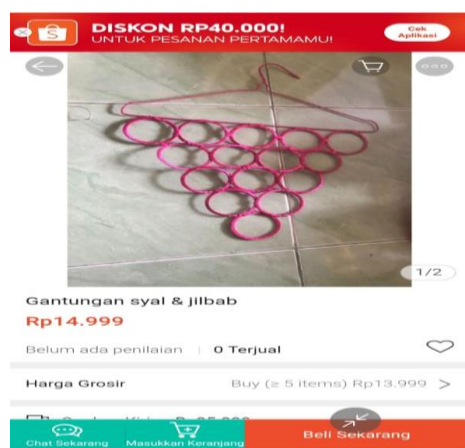 DISKON RP40.000!
UNTUK PESANAN PERTAMAMU!
Cek
Aplikasi
1/2
Gantungan syal & jilbab
Rp14.999
Belum ada penilaian | 0 Terjual
Harga Grosir
Buy (≥ 5 items) Rp13.999 >
Chat Sekarang
Masukkan Keranjang
Beli Sekarang